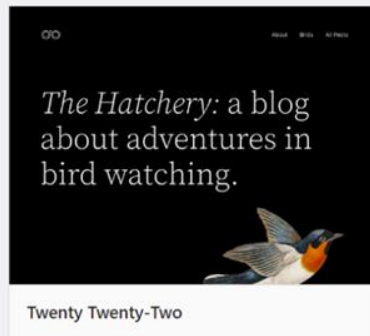 About Birds All Posts
The Hatchery: a blog
about adventures in
bird watching.
Twenty Twenty-Two